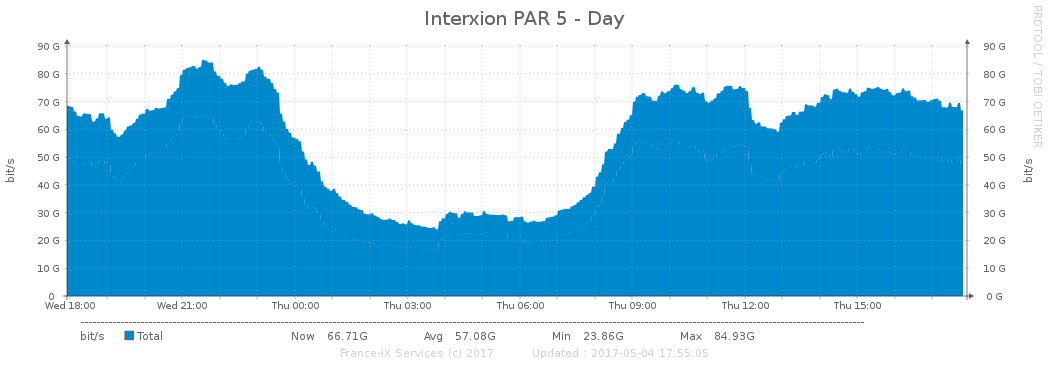 Interxion PAR 5 - Day
RRDTOOL / TOBI OETIKER
bit/s
90 G 90 G
80 G 80 G
70 G 70 G
60 G 60 G
50 G 50 G
40 G 40 G
30 G 30 G
20 G 20 G
10 G 10 G
0 0 G
bit/s
Wed 18:00 Wed 21:00 Thu 00:00 Thu 03:00 Thu 06:00 Thu 09:00 Thu 12:00 Thu 15:00
bit/s Total Now 66.71G Avg 57.08G Min 23.86G Max 84.93G
France-IX Services (c) 2017 Updated : 2017-05-04 17:55:05